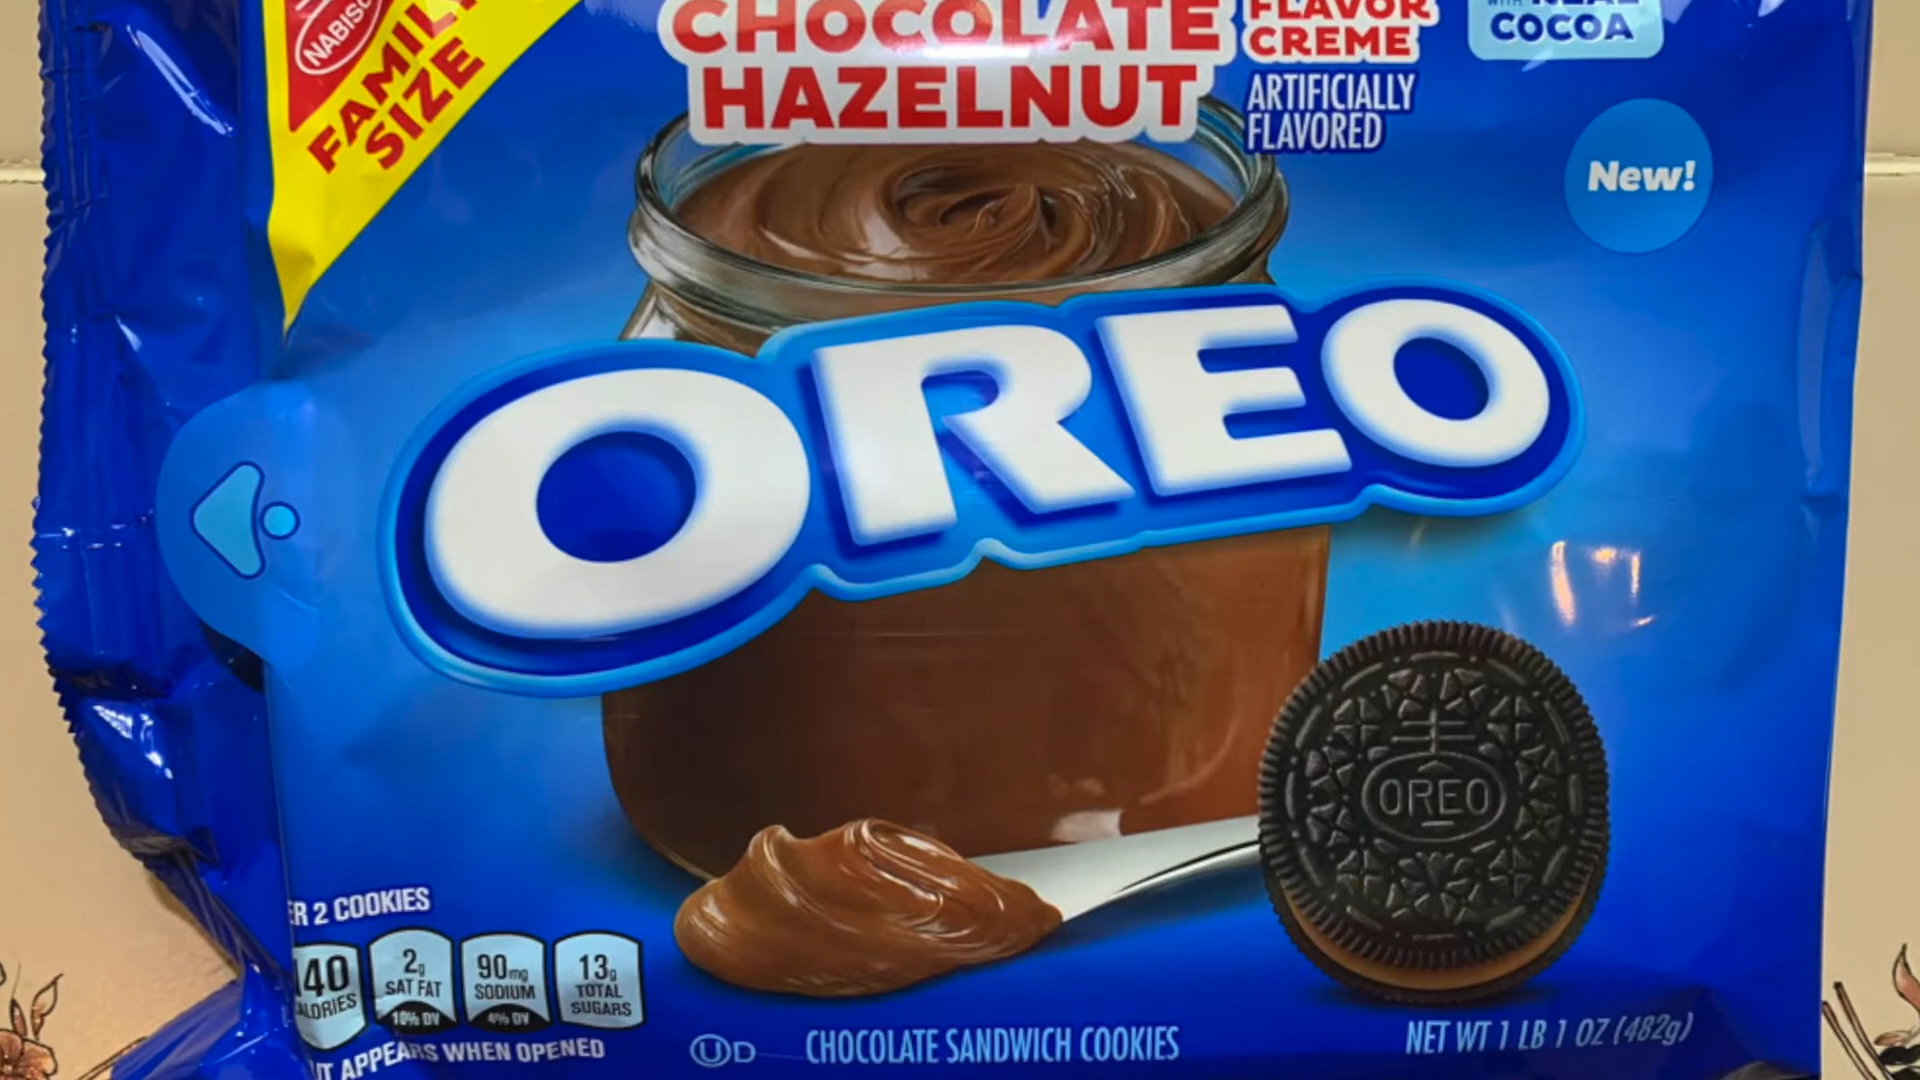 NABISCO
FAMILY
SIZE
CHOCOLATE
HAZELNUT
FLAVOR
CREME
ARTIFICIALLY
FLAVORED
WITH REAL
COCOA
New!
OREO
OREO
ER 2 COOKIES
140
CALORIES
2g
SAT FAT
10% DV
90mg
SODIUM
4% DV
13g
TOTAL
SUGARS
APPEARS WHEN OPENED
U D
CHOCOLATE SANDWICH COOKIES
NET WT 1 LB 1 OZ (482g)